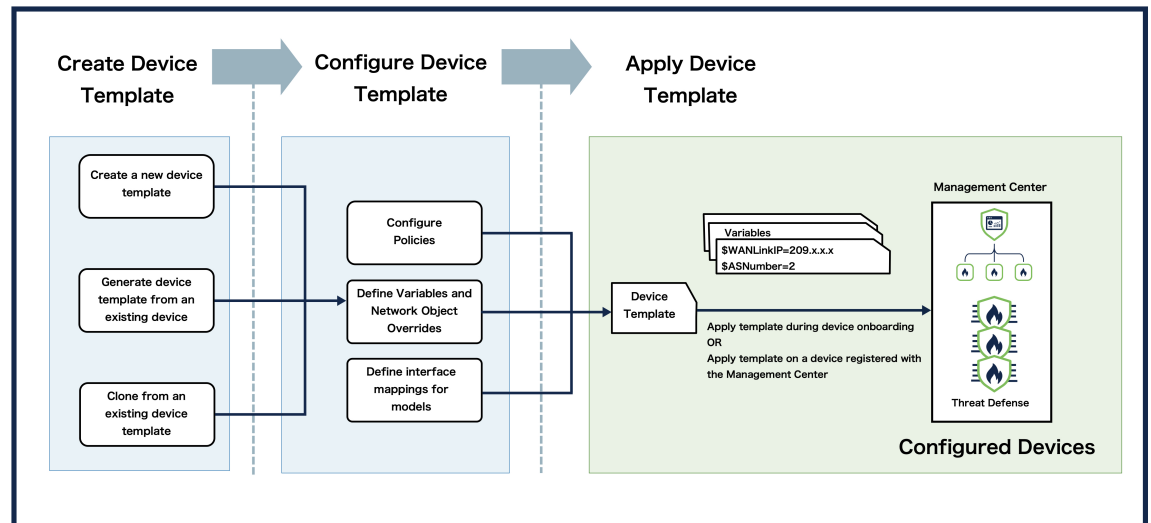 Create Device
Template
Configure Device
Template
Apply Device
Template
Create a new device
template
Generate device
template from an
existing device
Clone from an
existing device
template
Configure
Policies
Define Variables and
Network Object
Overrides
Define interface
mappings for
models
Device
Template
Variables
$WANLinkIP=209.x.x.x
$ASNumber=2
Apply template during device onboarding
OR
Apply template on a device registered with
the Management Center
Management Center
Threat Defense
Configured Devices